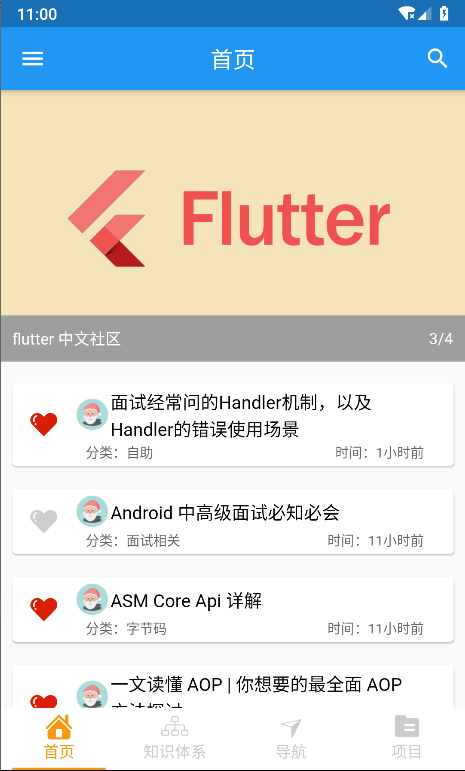 11:00
首页
Flutter
flutter 中文社区 3/4
面试经常问的Handler机制，以及
Handler的错误使用场景
分类：自助 时间：1小时前
Android 中高级面试必知必会
分类：面试相关 时间：11小时前
ASM Core Api 详解
分类：字节码 时间：11小时前
一文读懂 AOP | 你想要的最全面 AOP
方法探讨
首页 知识体系 导航 项目